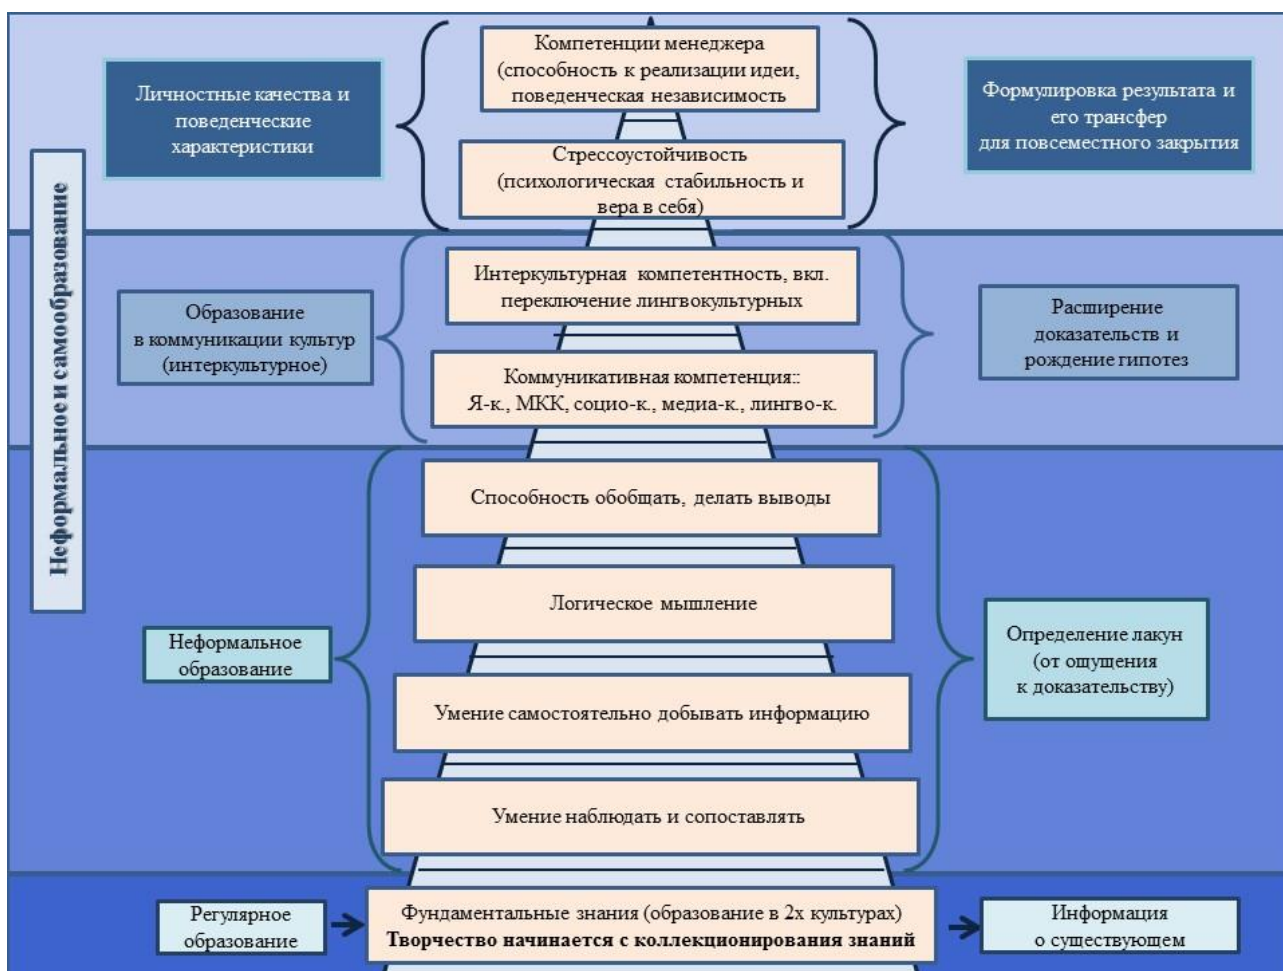 Компетенции менеджера
(способность к реализации идеи,
поведенческая независимость
Личностные качества и
поведенческие
характеристики
Формулировка результата и
его трансфер
для повсеместного закрытия
Стрессоустойчивость
(психологическая стабильность и
вера в себя)
Неформальное и самообразование
Интеркультурная компетентность, вкл.
переключение лингвокультурных
Образование
в коммуникации культур
(интеркультурное)
Расширение
доказательств и
рождение гипотез
Коммуникативная компетенция::
Я-к., МКК, социо-к., медиа-к., лингво-к.
Способность обобщать, делать выводы
Логическое мышление
Неформальное
образование
Определение лакун
(от ощущения
к доказательству)
Умение самостоятельно добывать информацию
Умение наблюдать и сопоставлять
Регулярное
образование
Фундаментальные знания (образование в 2х культурах)
Творчество начинается с коллекционирования знаний
Информация
о существующем